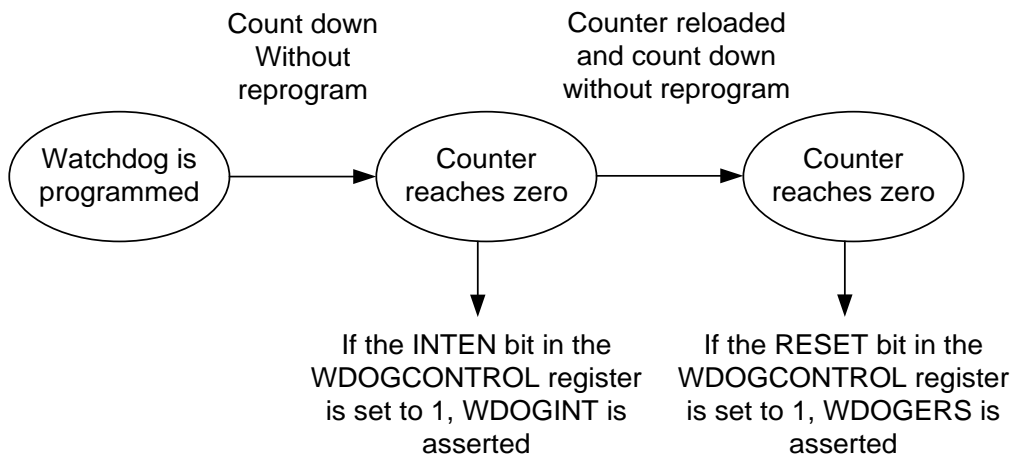 Count down
Without
reprogram
Counter reloaded
and count down
without reprogram
Watchdog is
programmed
Counter
reaches zero
Counter
reaches zero
If the INTEN bit in the
WDOGCONTROL register
is set to 1, WDOGINT is
asserted
If the RESET bit in the
WDOGCONTROL register
is set to 1, WDOGERS is
asserted